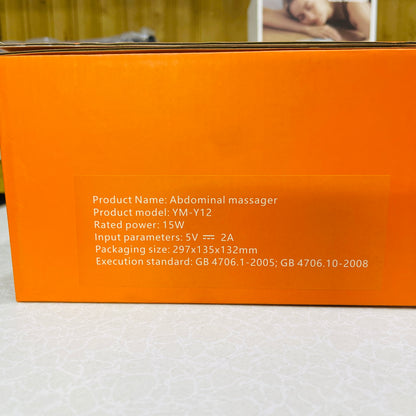 Product Name: Abdominal massager
Product model: YM-Y12
Rated power: 15W
Input parameters: 5V ⎓ 2A
Packaging size: 297x135x132mm
Execution standard: GB 4706.1-2005; GB 4706.10-2008